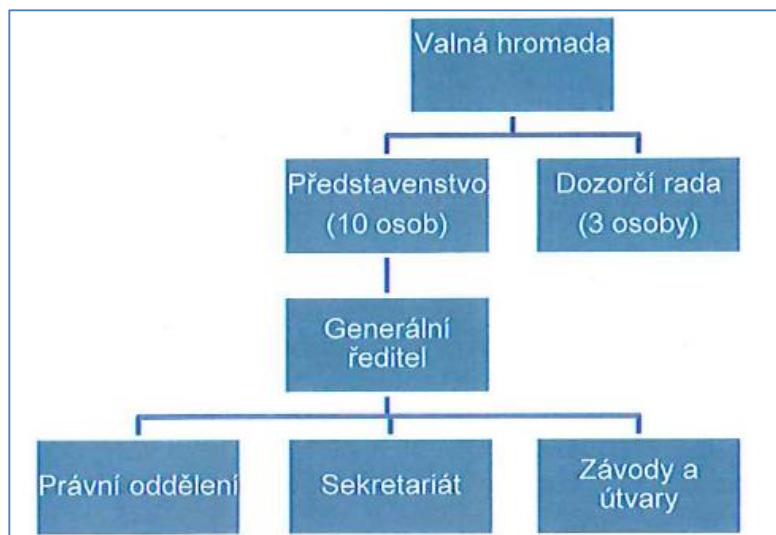 Valná hromada
Představenstvo
(10 osob)
Dozorčí rada
(3 osoby)
Generální
ředitel
Právní oddělení
Sekretariát
Závody a
útvary